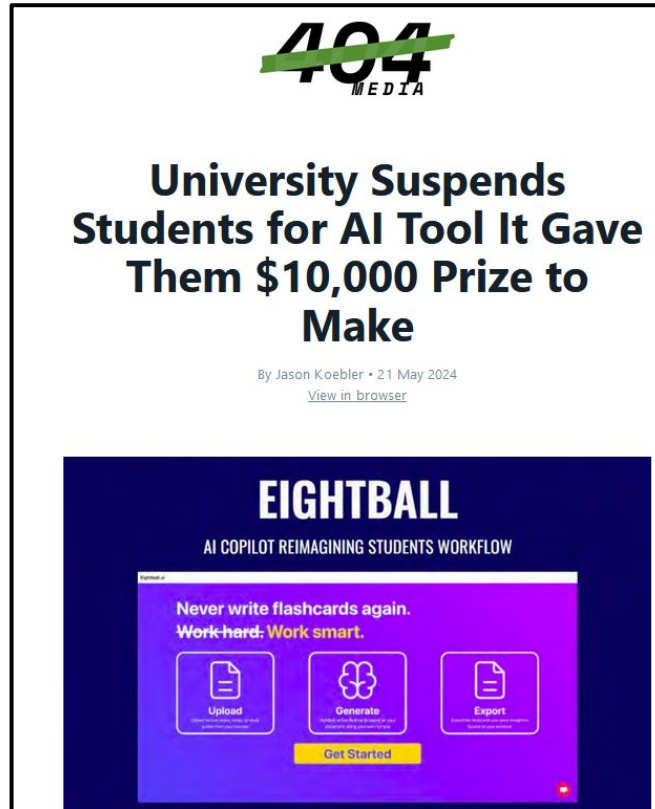 404
MEDIA
University Suspends
Students for AI Tool It Gave
Them $10,000 Prize to
Make
By Jason Koebler • 21 May 2024
View in browser
EIGHTBALL
AI COPILOT REIMAGINING STUDENTS WORKFLOW
Eightball.ai
Never write flashcards again.
Work hard. Work smart.
Upload
Generate
Export
Get Started